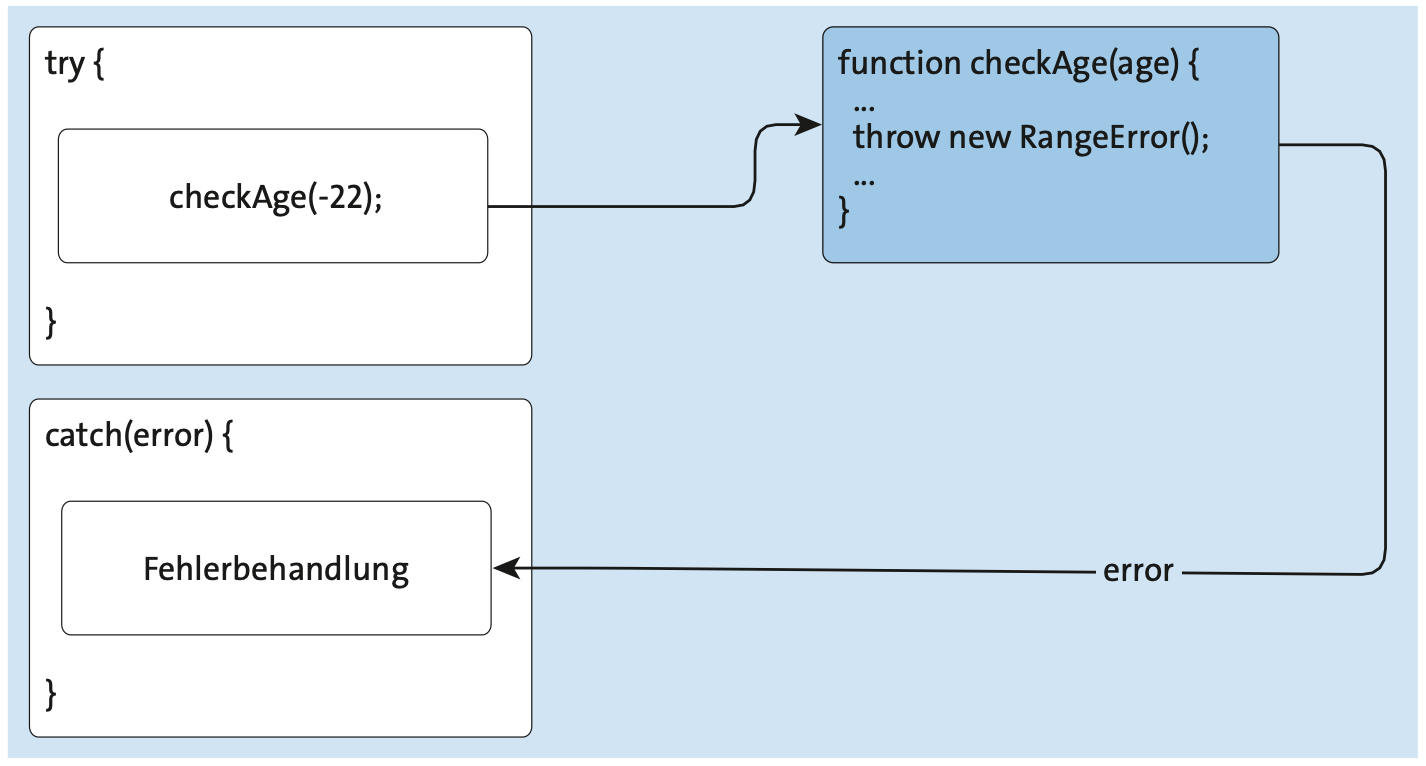 try {
checkAge(-22);
}
function checkAge(age) {
...
throw new RangeError();
...
}
catch(error) {
Fehlerbehandlung
}
error